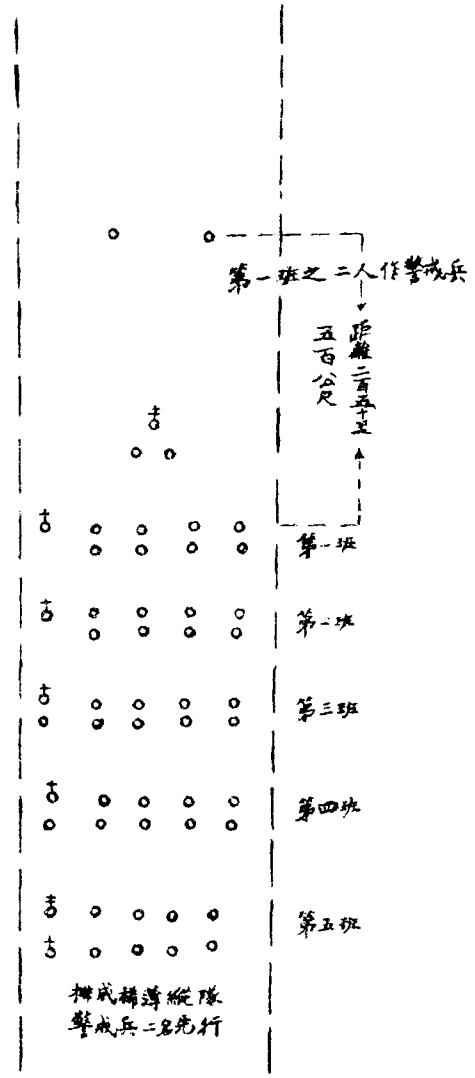 第一班之二人作警戒兵
距離二百五十至
五百公尺
第一班
第二班
第三班
第四班
第五班
排成横導縱隊
警戒兵二名先行